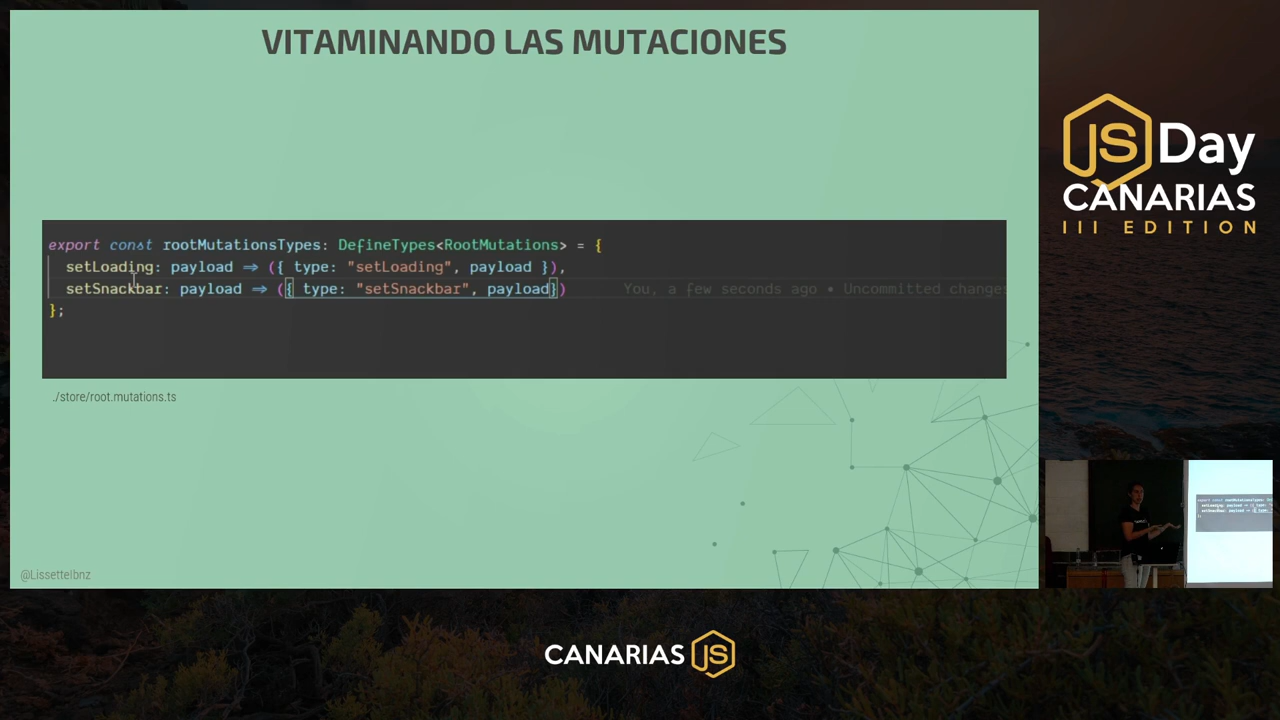 VITAMINANDO LAS MUTACIONES
export const rootMutationsTypes: DefineTypes<RootMutations> = {
setLoading: payload => ({ type: "setLoading", payload }),
setSnackbar: payload => ({ type: "setSnackbar", payload}) You, a few seconds ago • Uncommitted changes
};
./store/root.mutations.ts
@Lissettelbnz
JS Day
CANARIAS
III EDITION
CANARIAS JS